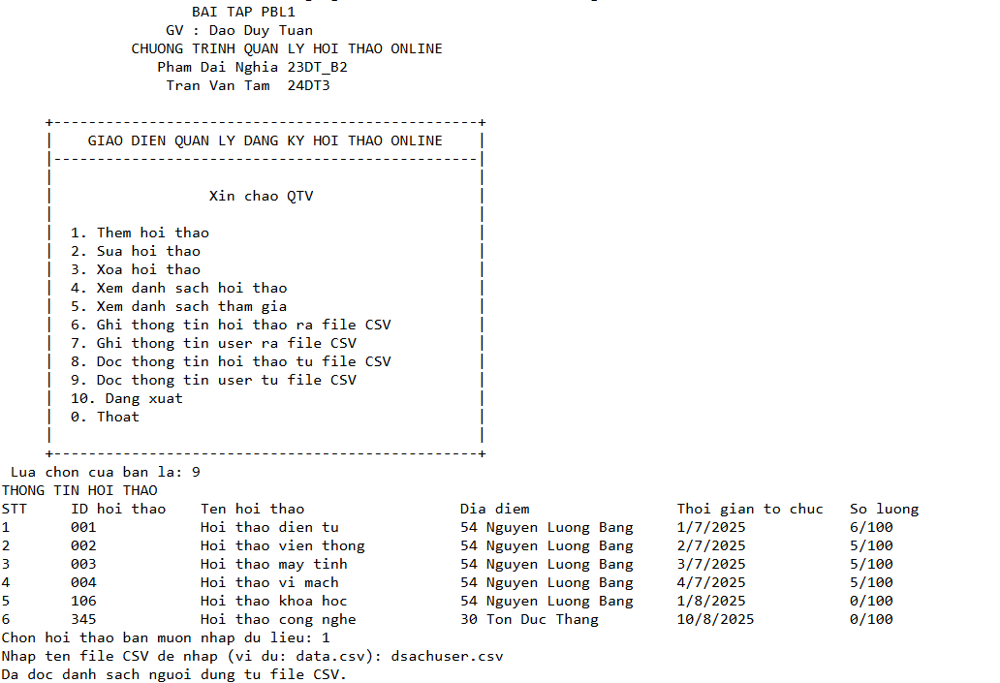 BAI TAP PBL1
GV : Dao Duy Tuan
CHUONG TRINH QUAN LY HOI THAO ONLINE
Pham Dai Nghia 23DT_B2
Tran Van Tam  24DT3
+-------------------------------------------------+
|    GIAO DIEN QUAN LY DANG KY HOI THAO ONLINE    |
|-------------------------------------------------|
|                                                 |
|                  Xin chao QTV                   |
|                                                 |
|  1. Them hoi thao                               |
|  2. Sua hoi thao                                |
|  3. Xoa hoi thao                                |
|  4. Xem danh sach hoi thao                      |
|  5. Xem danh sach tham gia                      |
|  6. Ghi thong tin hoi thao ra file CSV          |
|  7. Ghi thong tin user ra file CSV              |
|  8. Doc thong tin hoi thao tu file CSV          |
|  9. Doc thong tin user tu file CSV              |
|  10. Dang xuat                                  |
|  0. Thoat                                       |
|                                                 |
+-------------------------------------------------+
Lua chon cua ban la: 9
THONG TIN HOI THAO
STT     ID hoi thao    Ten hoi thao                  Dia diem                 Thoi gian to chuc   So luong
1       001            Hoi thao dien tu              54 Nguyen Luong Bang     1/7/2025            6/100
2       002            Hoi thao vien thong           54 Nguyen Luong Bang     2/7/2025            5/100
3       003            Hoi thao may tinh             54 Nguyen Luong Bang     3/7/2025            5/100
4       004            Hoi thao vi mach              54 Nguyen Luong Bang     4/7/2025            5/100
5       106            Hoi thao khoa hoc             54 Nguyen Luong Bang     1/8/2025            0/100
6       345            Hoi thao cong nghe            30 Ton Duc Thang         10/8/2025           0/100
Chon hoi thao ban muon nhap du lieu: 1
Nhap ten file CSV de nhap (vi du: data.csv): dsachuser.csv
Da doc danh sach nguoi dung tu file CSV.